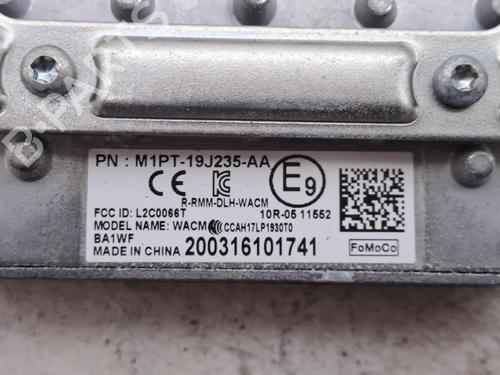 B-PARTS
PN : M1PT-19J235-AA
CE
E9
R-RMM-DLH-WACM
FCC ID: L2C0066T
10R-05 11552
MODEL NAME: WACM CCAH17LP1930T0
BA1WF
MADE IN CHINA 200316101741
FoMoCo